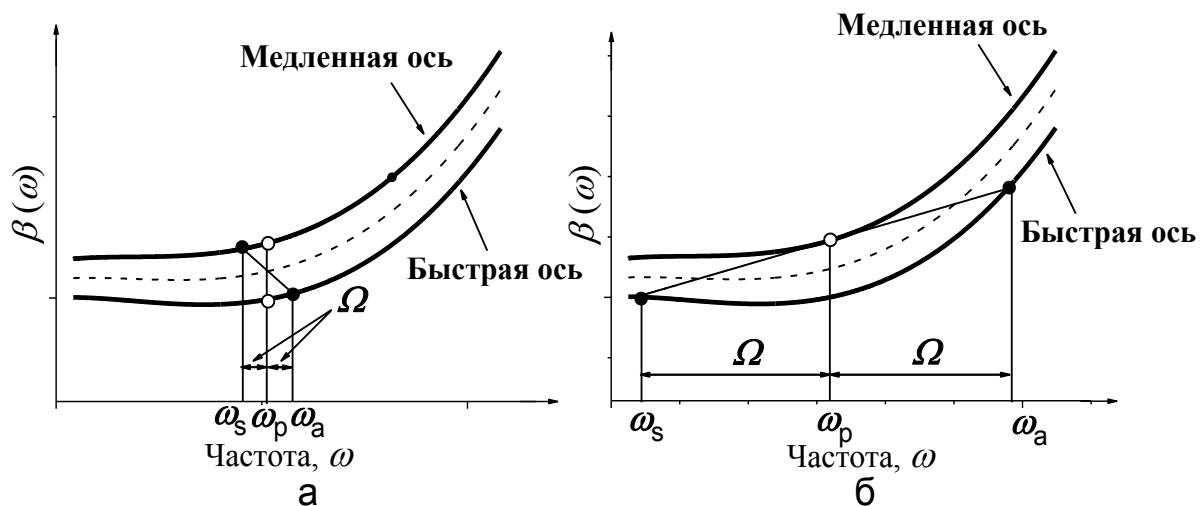 Медленная ось
β (ω)
Быстрая ось
Ω
ωs ωp ωa
Частота, ω
а
Медленная ось
β (ω)
Быстрая ось
Ω Ω
ωs ωp ωa
Частота, ω
б